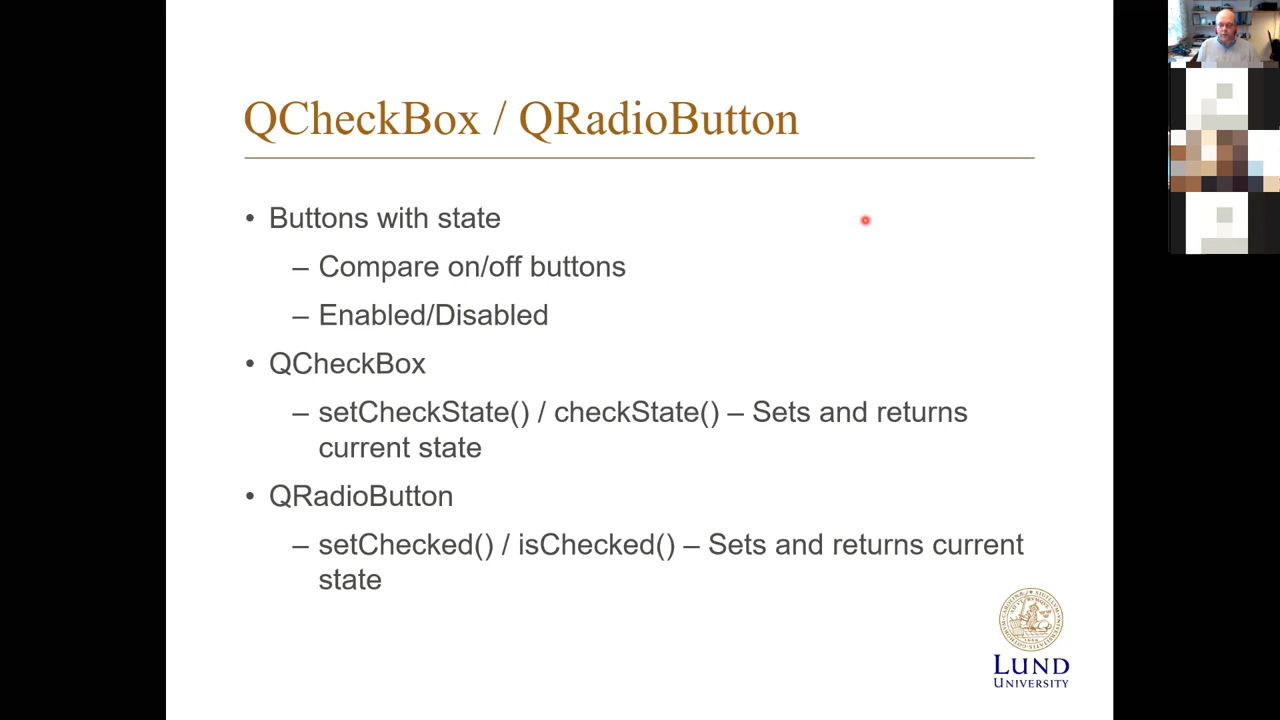 QCheckBox / QRadioButton
• Buttons with state
– Compare on/off buttons
– Enabled/Disabled
• QCheckBox
– setCheckState() / checkState() – Sets and returns
current state
• QRadioButton
– setChecked() / isChecked() – Sets and returns current
state
LUND
UNIVERSITY